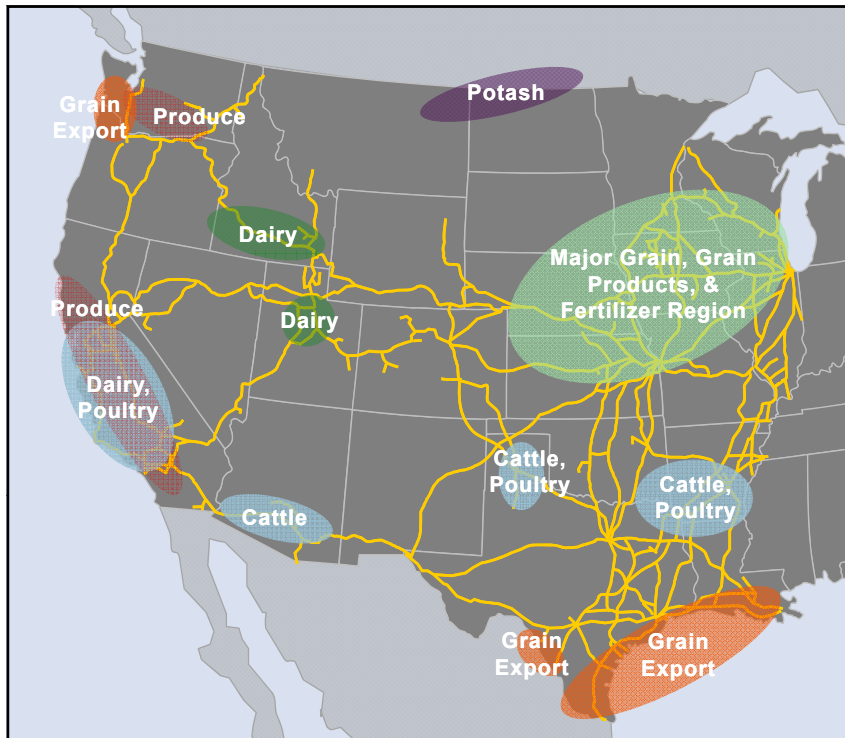 Potash
Grain
Export
Produce
Dairy
Major Grain, Grain
Products, &
Fertilizer Region
Produce
Dairy
Dairy,
Poultry
Cattle,
Poultry
Cattle,
Poultry
Cattle
Grain
Export
Grain
Export